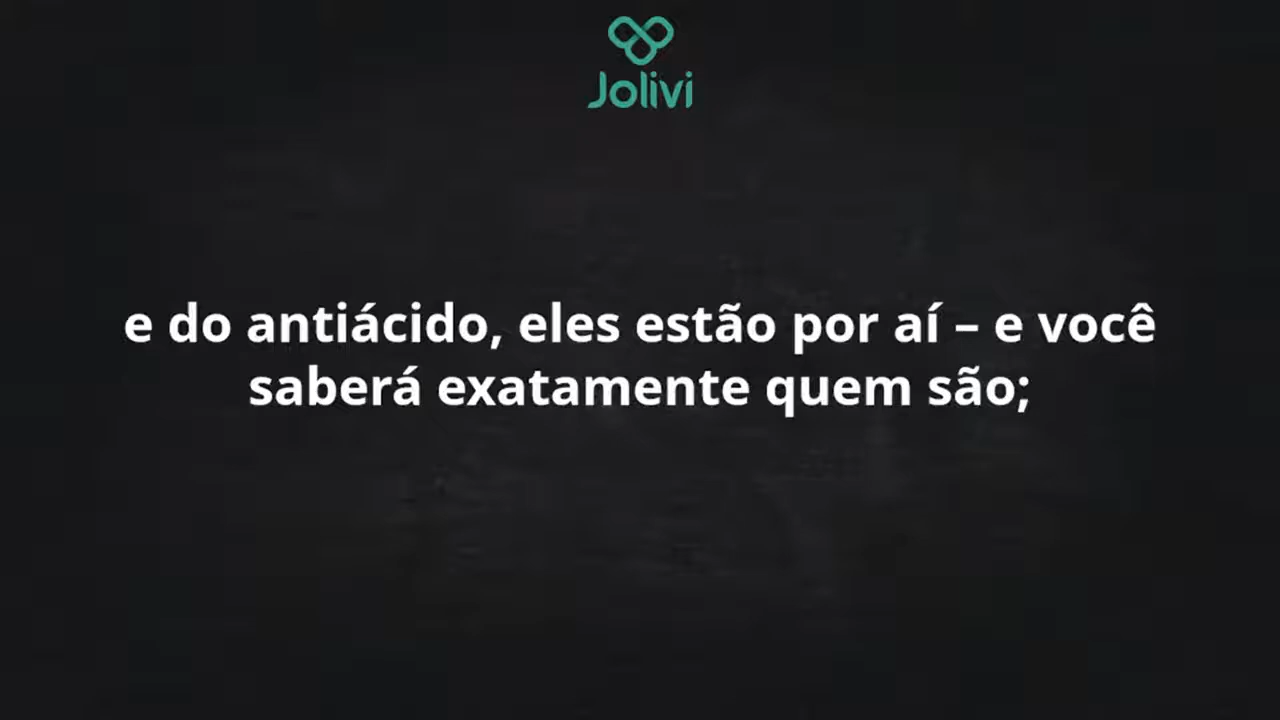 Jolivi
e do antiácido, eles estão por aí – e você
saberá exatamente quem são;